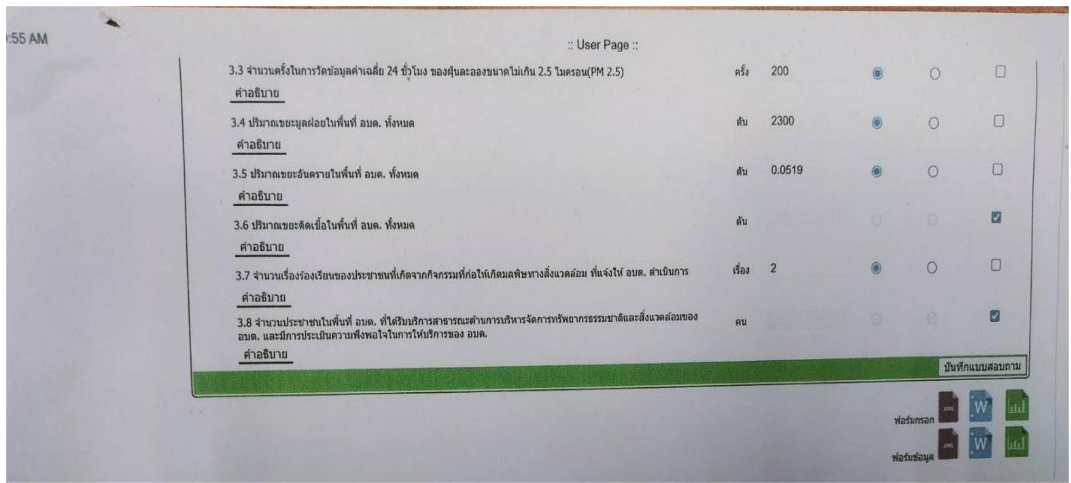 :55 AM
:: User Page ::
3.3 จำนวนครั้งในการวัดข้อมูลค่าเฉลี่ย 24 ชั่วโมง ของฝุ่นละอองขนาดไม่เกิน 2.5 ไมครอน(PM 2.5) ครั้ง 200
คำอธิบาย
3.4 ปริมาณขยะมูลฝอยในพื้นที่ อบต. ทั้งหมด ตัน 2300
คำอธิบาย
3.5 ปริมาณขยะอันตรายในพื้นที่ อบต. ทั้งหมด ตัน 0.0519
คำอธิบาย
3.6 ปริมาณขยะติดเชื้อในพื้นที่ อบต. ทั้งหมด ตัน
คำอธิบาย
3.7 จำนวนเรื่องร้องเรียนของประชาชนที่เกิดจากกิจกรรมที่ก่อให้เกิดมลพิษทางสิ่งแวดล้อม ที่แจ้งให้ อบต. ดำเนินการ เรื่อง 2
คำอธิบาย
3.8 จำนวนประชาชนในพื้นที่ อบต. ที่ได้รับบริการสาธารณะด้านการบริหารจัดการทรัพยากรธรรมชาติและสิ่งแวดล้อมของ คน
อบต. และมีการประเมินความพึงพอใจในการให้บริการของ อบต.
คำอธิบาย
บันทึกแบบสอบถาม
ฟอร์มกรอก XML W
ฟอร์มข้อมูล XML W